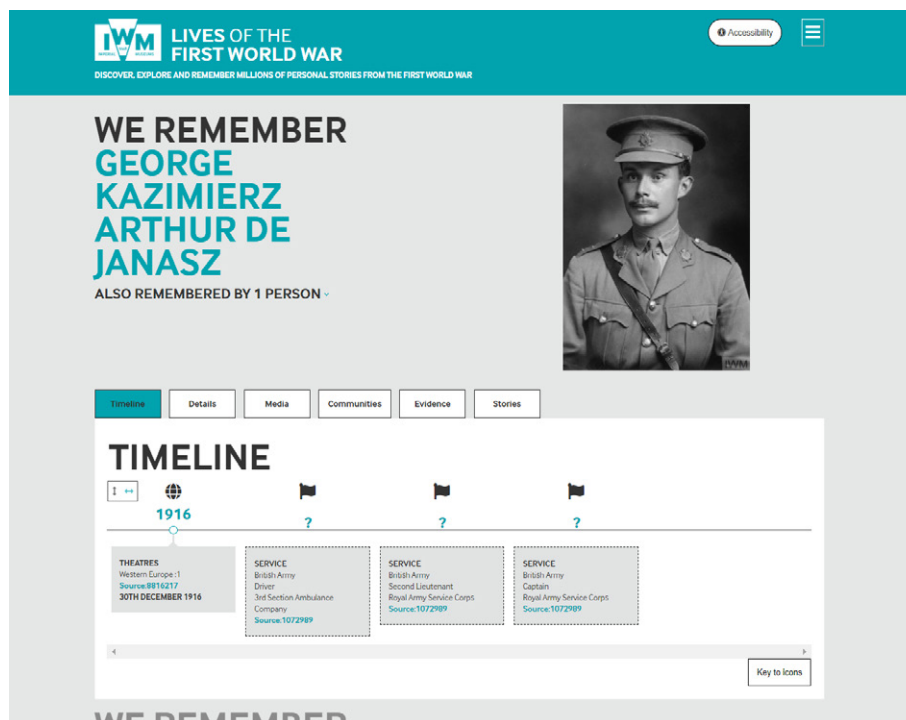 IWM
LIVES OF THE
FIRST WORLD WAR
DISCOVER, EXPLORE AND REMEMBER MILLIONS OF PERSONAL STORIES FROM THE FIRST WORLD WAR
Accessibility
WE REMEMBER
GEORGE
KAZIMIERZ
ARTHUR DE
JANASZ
ALSO REMEMBERED BY 1 PERSON
IWM
Timeline
Details
Media
Communities
Evidence
Stories
TIMELINE
1916
?
?
?
THEATRES
Western Europe :1
Source:8816217
30TH DECEMBER 1916
SERVICE
British Army
Driver
3rd Section Ambulance
Company
Source:1072989
SERVICE
British Army
Second Lieutenant
Royal Army Service Corps
Source:1072989
SERVICE
British Army
Captain
Royal Army Service Corps
Source:1072989
Key to icons
WE REMEMBER